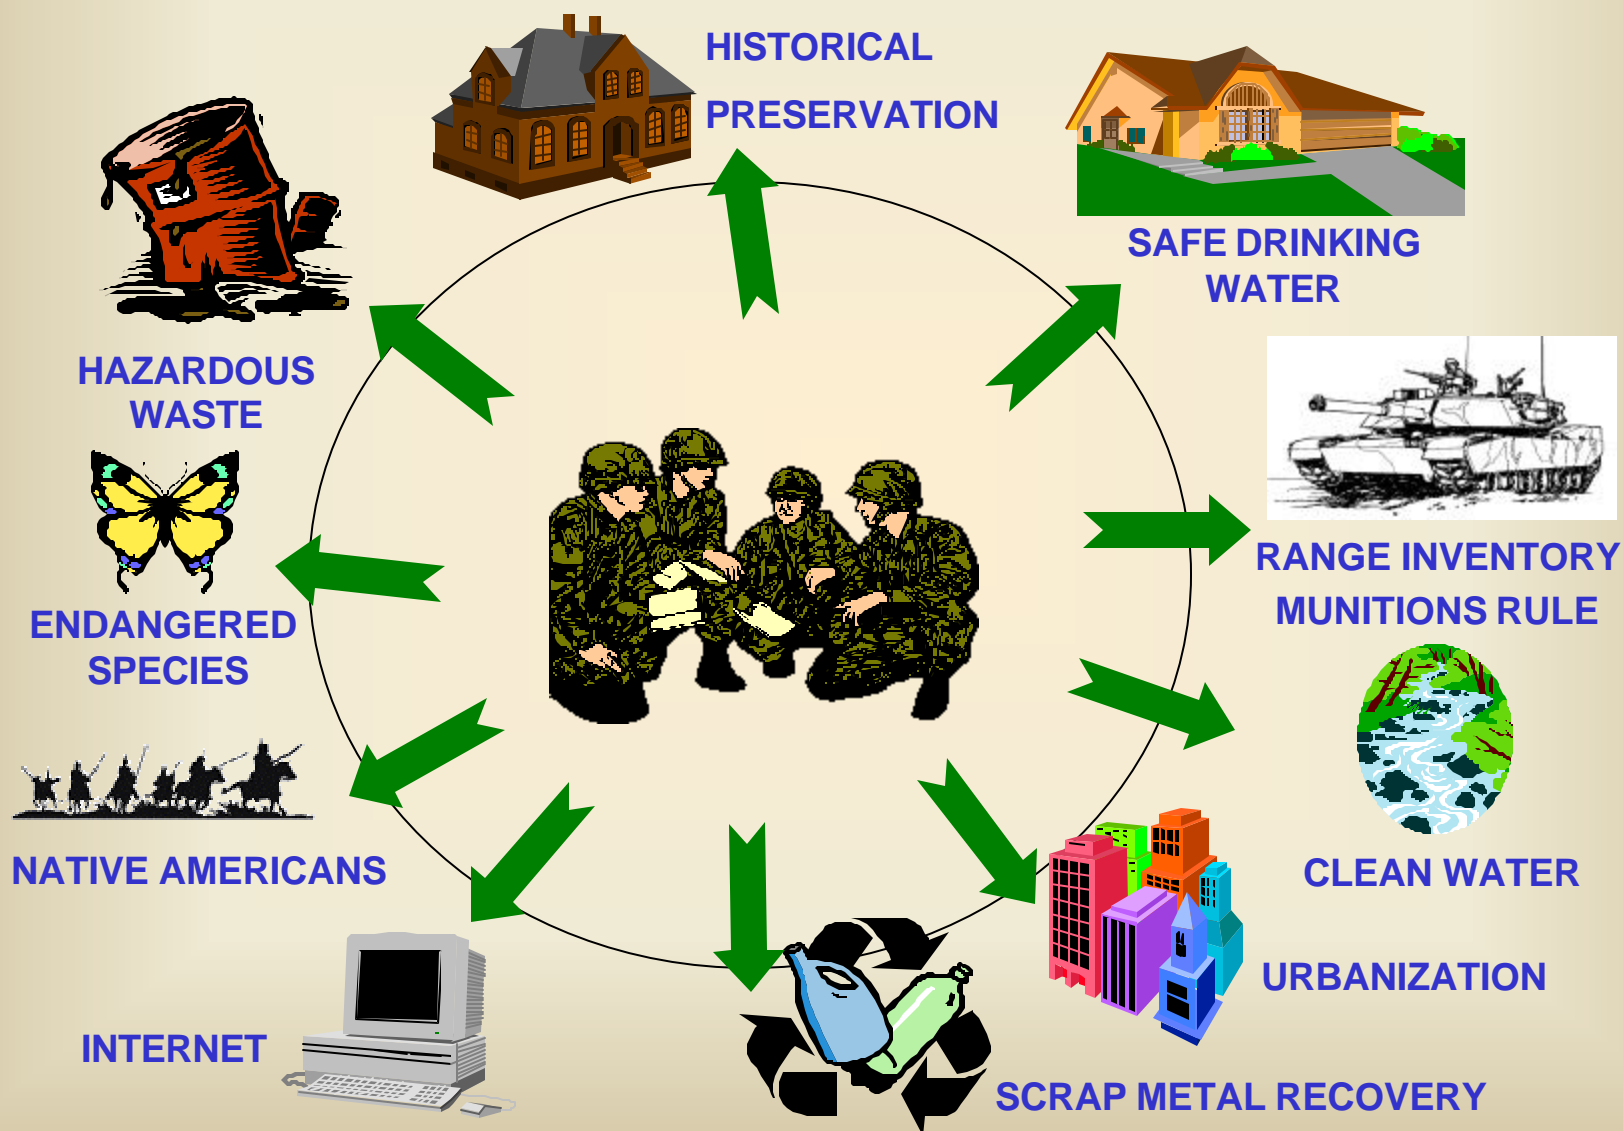 HISTORICAL
PRESERVATION
SAFE DRINKING
WATER
HAZARDOUS
WASTE
RANGE INVENTORY
MUNITIONS RULE
ENDANGERED
SPECIES
NATIVE AMERICANS
CLEAN WATER
URBANIZATION
INTERNET
SCRAP METAL RECOVERY